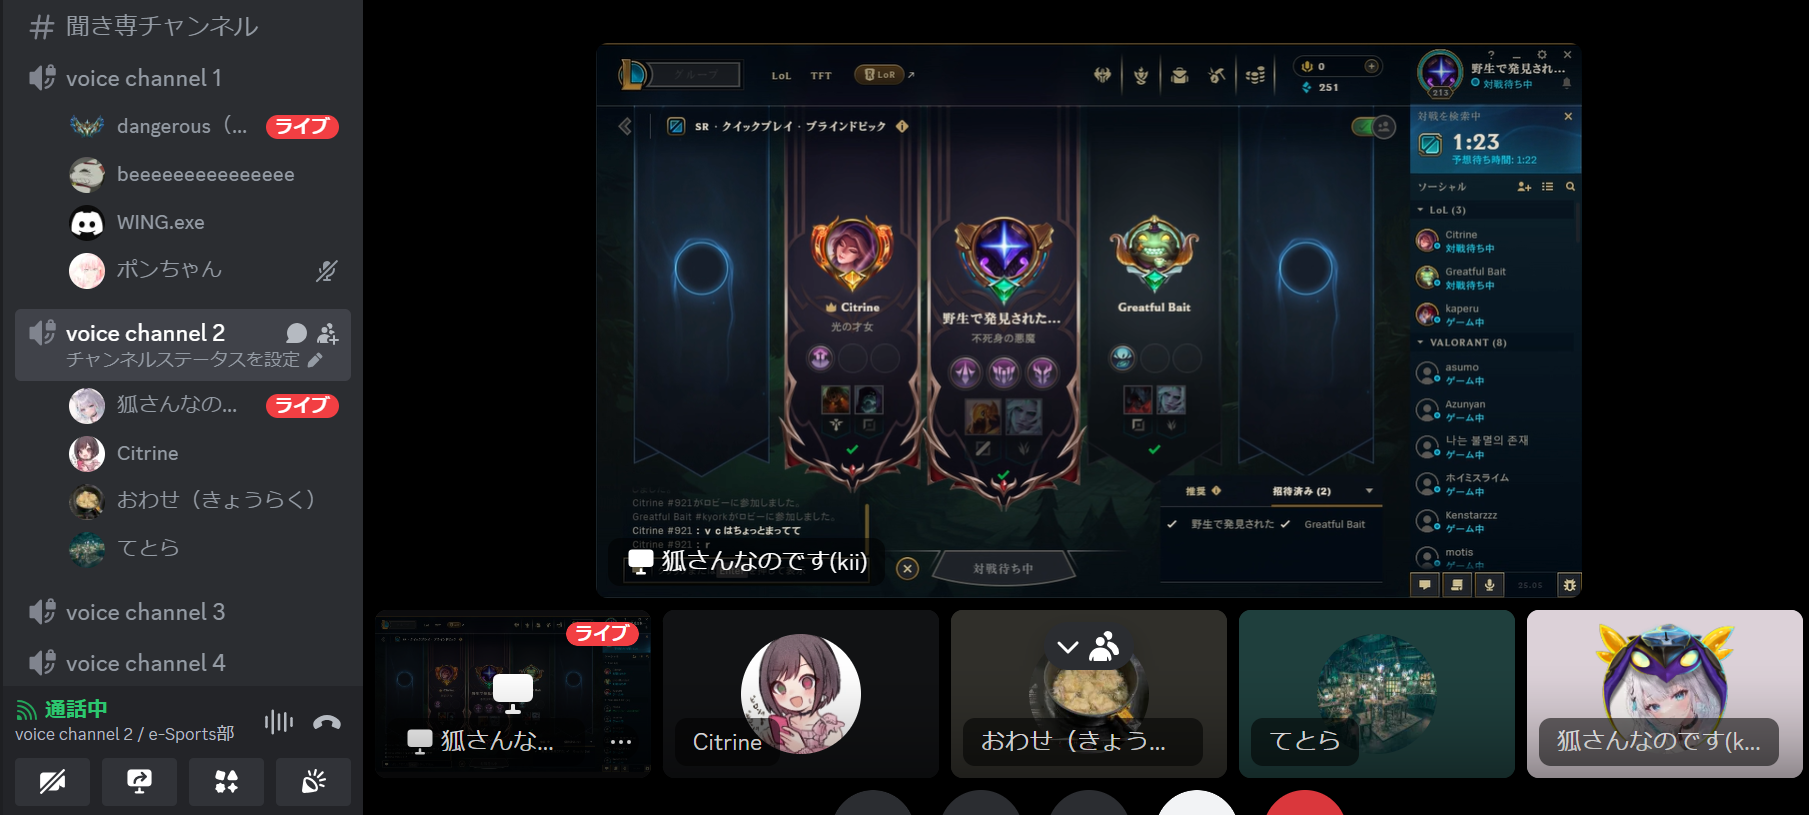 聞き専チャンネル
voice channel 1
dangerous（...
ライブ
beeeeeeeeeeeeeee
WING.exe
ポンちゃん
voice channel 2
チャンネルステータスを設定
狐さんなの...
ライブ
Citrine
おわせ（きょうらく）
てとら
voice channel 3
voice channel 4
通話中
voice channel 2 / e-Sports部
グループ
LoL
TFT
LoR
0
251
SR · クイックプレイ · ブラインドピック
Citrine
光の才女
野生で発見された...
不死身の悪魔
Greatful Bait
Citrine #921がロビーに参加しました。
Greatful Bait #kyorkがロビーに参加しました。
Citrine #921：ｖｃはちょっとまってて
Citrine #921：r
狐さんなのです(kii)
対戦待ち中
推奨
招待済み (2)
野生で発見された
Greatful Bait
213
野生で発見され...
対戦待ち中
対戦を検索中
1:23
予想待ち時間: 1:22
ソーシャル
LoL (3)
Citrine
対戦待ち中
Greatful Bait
対戦待ち中
kaperu
ゲーム中
VALORANT (8)
asumo
ゲーム中
Azunyan
ゲーム中
나는 불멸의 존재
ゲーム中
ホイミスライム
ゲーム中
Kenstarzzz
ゲーム中
motis
ゲーム中
25.05
ライブ
狐さんな...
Citrine
おわせ（きょう...
てとら
狐さんなのです(k...